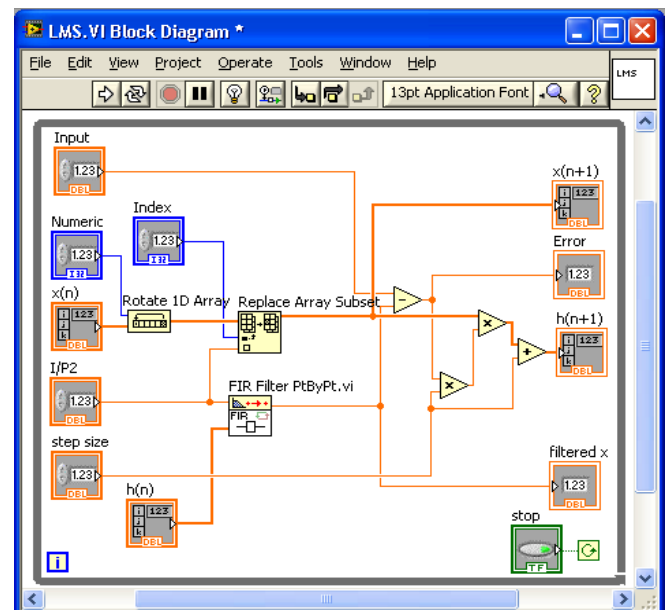 LMS.VI Block Diagram *
File Edit View Project Operate Tools Window Help
13pt Application Font
?
LMS
Input
1.23
DBL
x(n+1)
i 123
j
k
DBL
Numeric
1.23
I32
Index
1.23
I32
Error
1.23
DBL
x(n)
i 123
j
k
DBL
Rotate 1D Array
Replace Array Subset
h(n+1)
i 123
j
k
DBL
I/P2
1.23
DBL
FIR Filter PtByPt.vi
FIR
step size
1.23
DBL
filtered x
1.23
DBL
h(n)
i 123
j
k
DBL
stop
TF
i